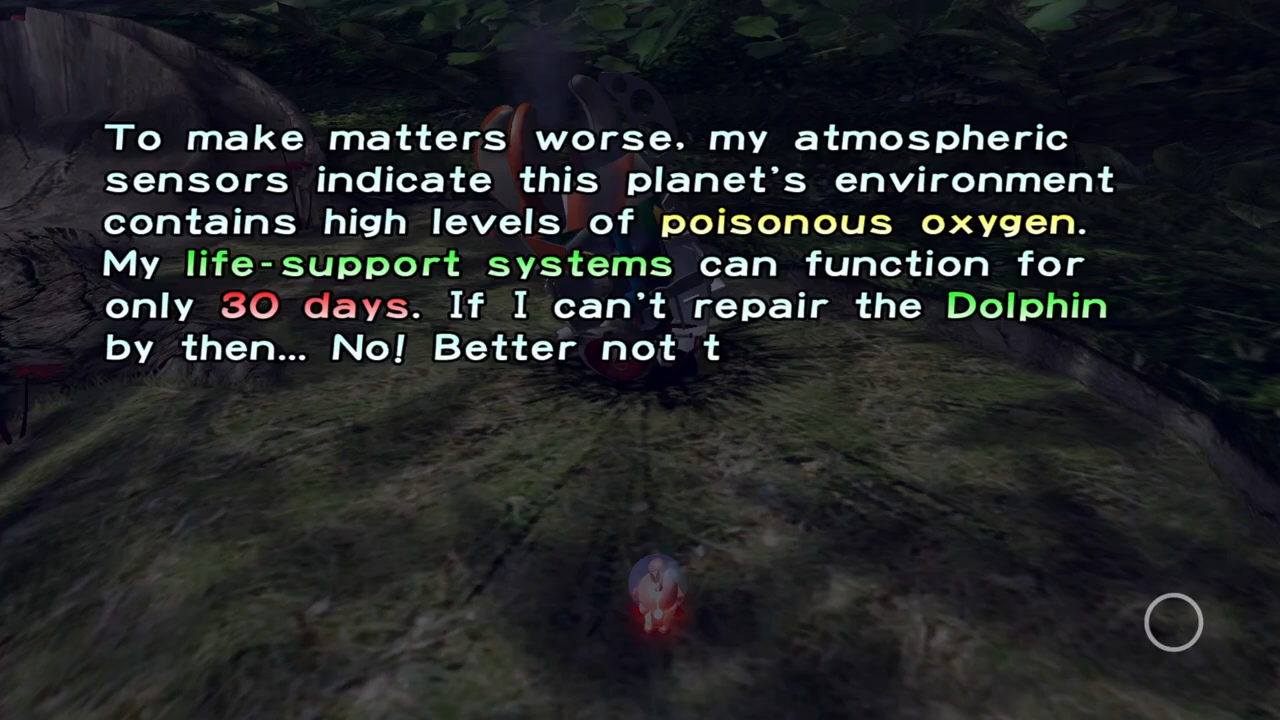 To make matters worse, my atmospheric
sensors indicate this planet's environment
contains high levels of poisonous oxygen.
My life-support systems can function for
only 30 days. If I can't repair the Dolphin
by then... No! Better not t